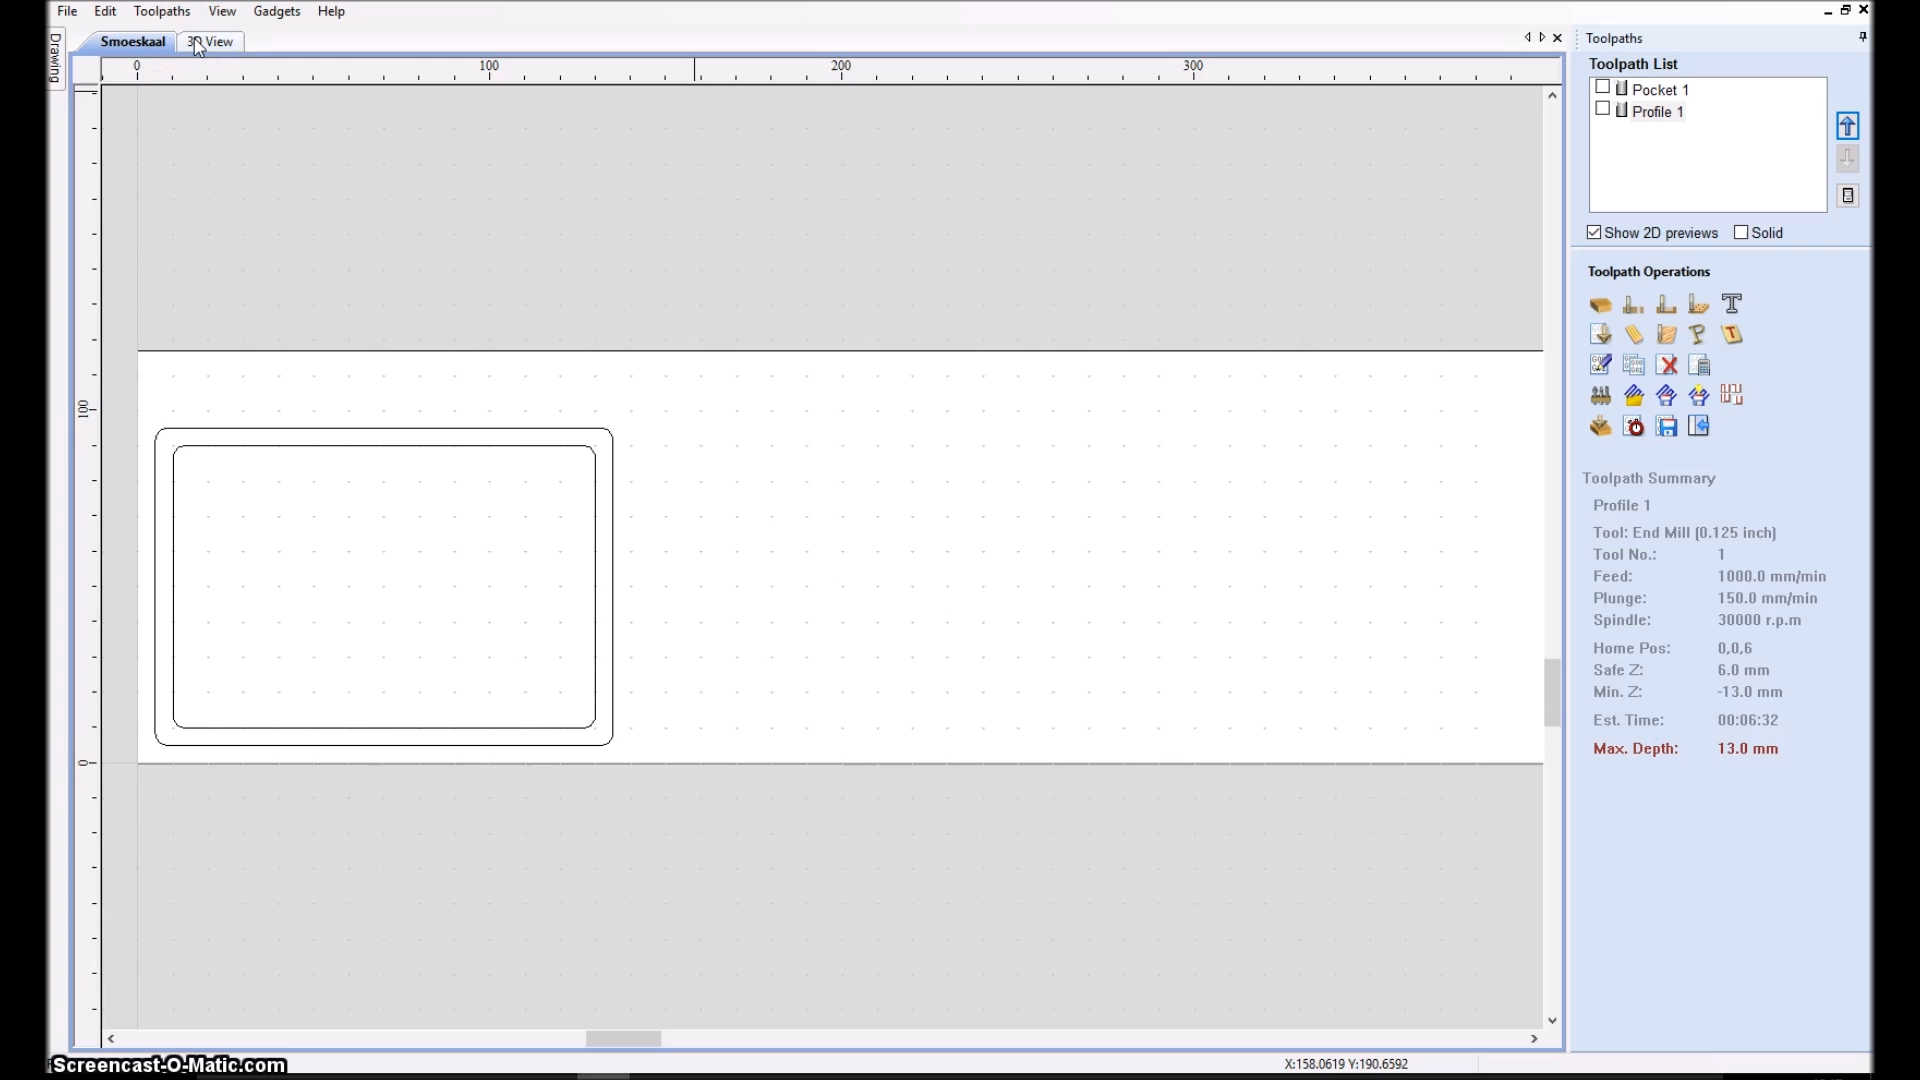 File Edit Toolpaths View Gadgets Help
Drawing
Smoeskaal 3D View
0 100 200 300
100
0
Toolpaths
Toolpath List
Pocket 1
Profile 1
Show 2D previews Solid
Toolpath Operations
Toolpath Summary
Profile 1
Tool: End Mill (0.125 inch)
Tool No.: 1
Feed: 1000.0 mm/min
Plunge: 150.0 mm/min
Spindle: 30000 r.p.m
Home Pos: 0,0,6
Safe Z: 6.0 mm
Min. Z: -13.0 mm
Est. Time: 00:06:32
Max. Depth: 13.0 mm
Screencast-O-Matic.com
X:158.0619 Y:190.6592